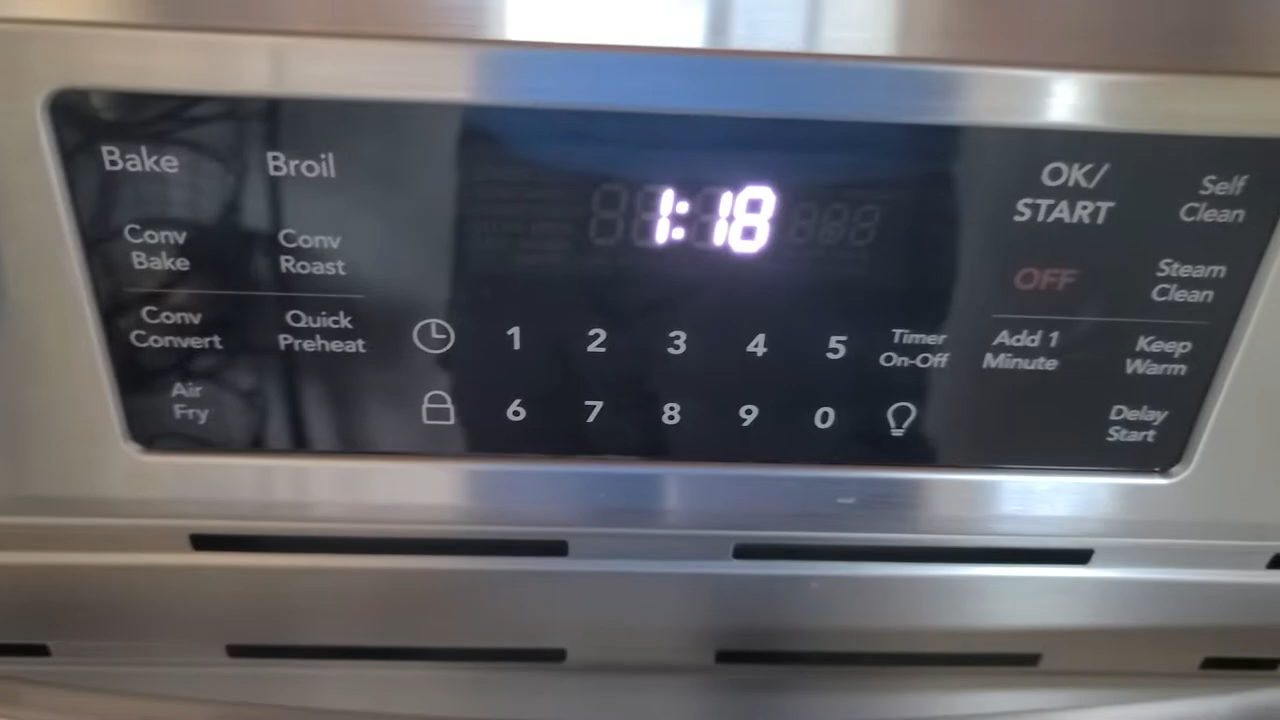 Bake
Broil
1:18
OK/
START
Self
Clean
Conv
Bake
Conv
Roast
OFF
Steam
Clean
Conv
Convert
Quick
Preheat
1 2 3 4 5
Timer
On-Off
Add 1
Minute
Keep
Warm
Air
Fry
6 7 8 9 0
Delay
Start